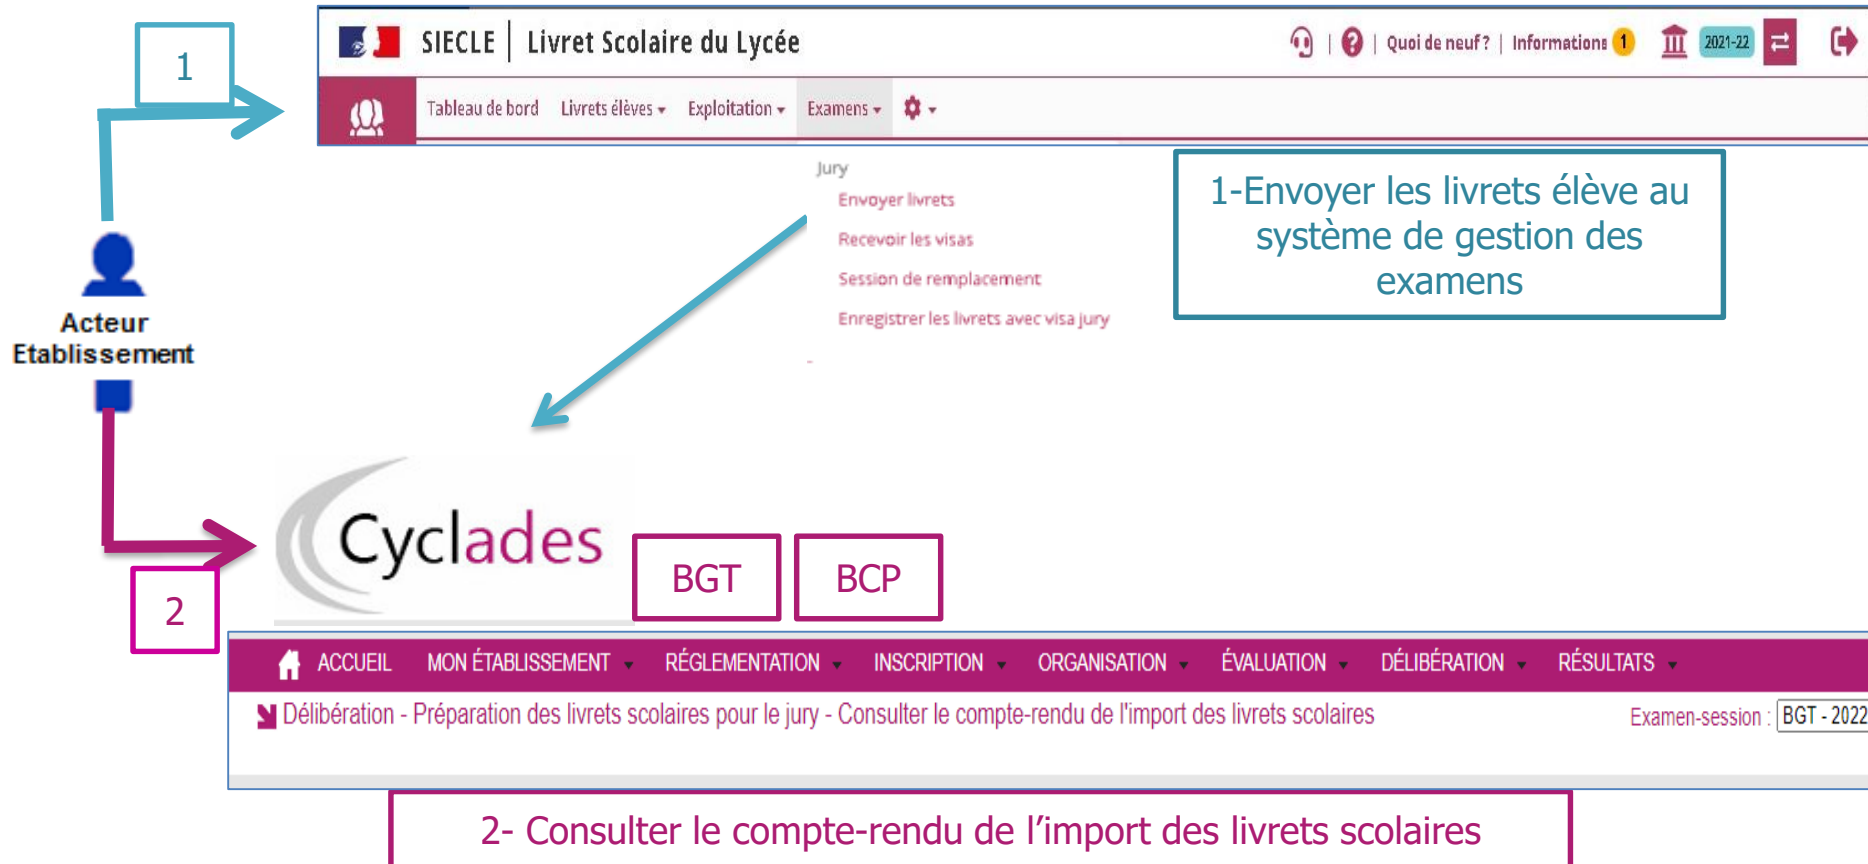 1
SIECLE | Livret Scolaire du Lycée
| ? | Quoi de neuf ? | Informations 1 2021-22
Tableau de bord Livrets élèves Exploitation Examens
Jury
Envoyer livrets
Recevoir les visas
Session de remplacement
Enregistrer les livrets avec visa jury
1-Envoyer les livrets élève au
système de gestion des
examens
Acteur
Etablissement
Cyclades
BGT
BCP
2
ACCUEIL MON ÉTABLISSEMENT RÉGLEMENTATION INSCRIPTION ORGANISATION ÉVALUATION DÉLIBÉRATION RÉSULTATS
Délibération - Préparation des livrets scolaires pour le jury - Consulter le compte-rendu de l'import des livrets scolaires Examen-session : BGT - 2022
2- Consulter le compte-rendu de l’import des livrets scolaires